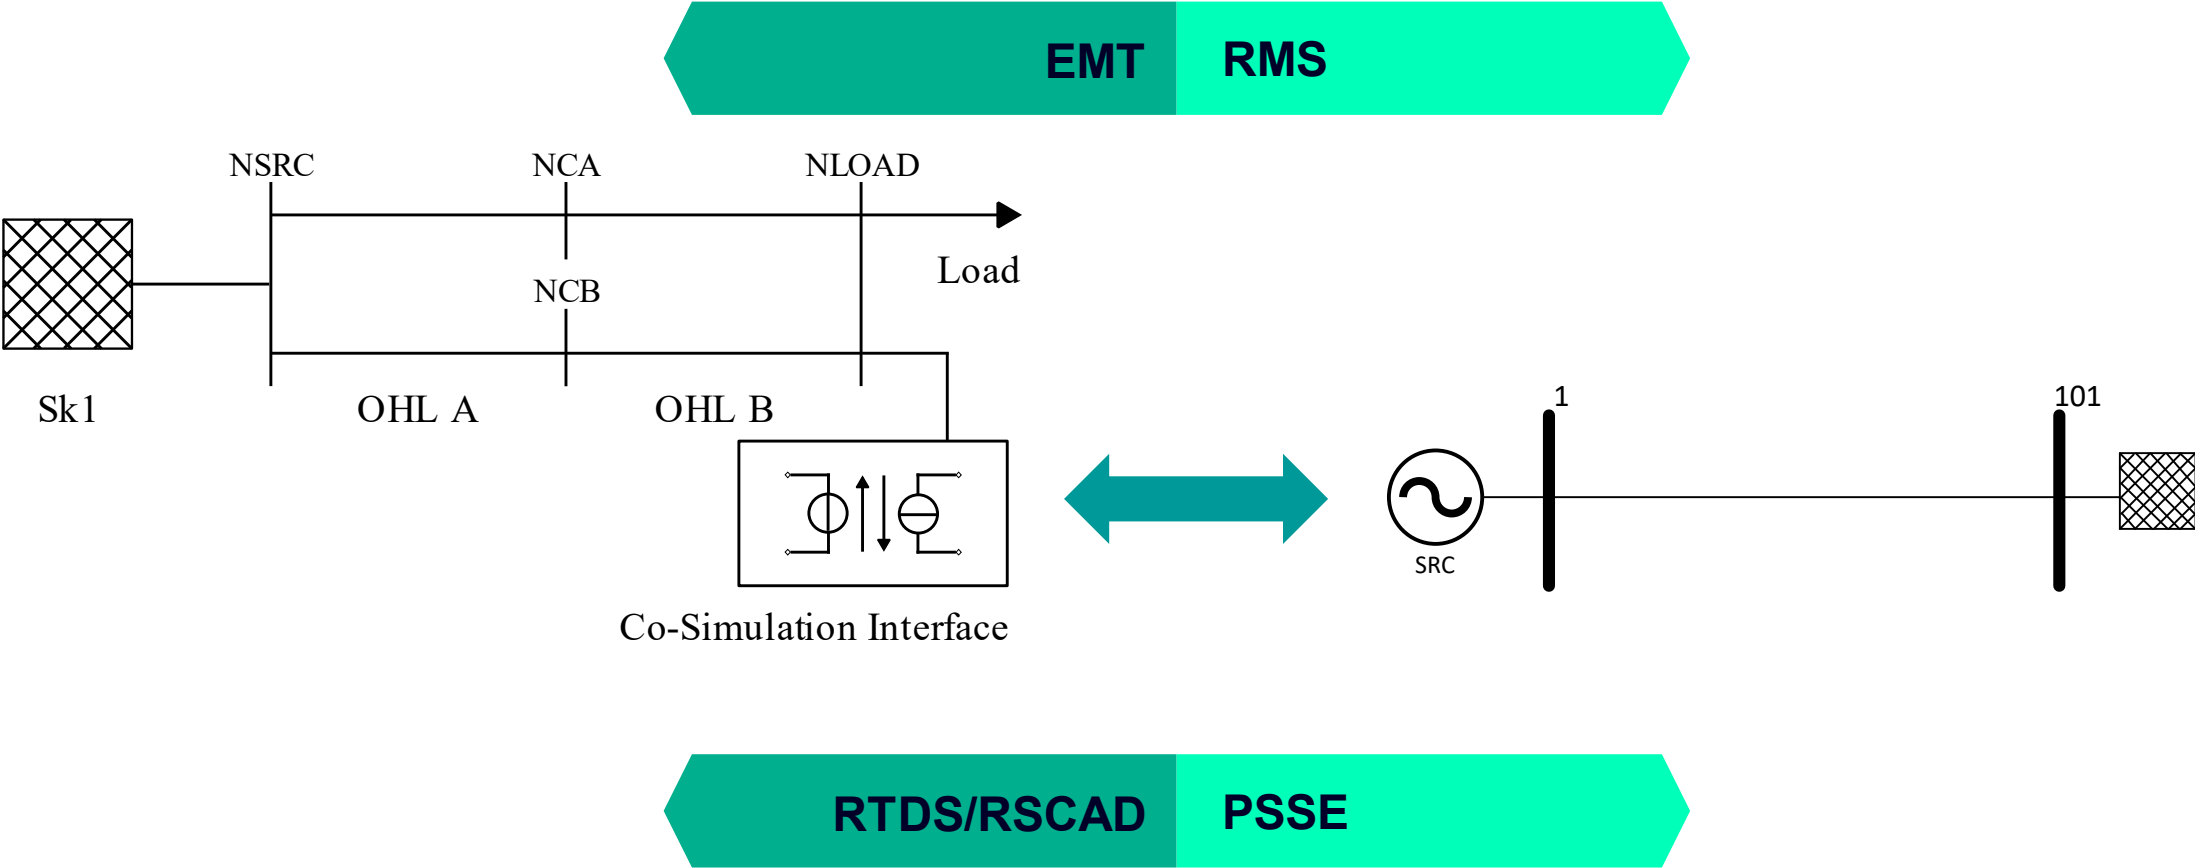 EMT RMS
NSRC NCA NLOAD
Load
NCB
Sk1 OHL A OHL B
1 101
SRC
Co-Simulation Interface
RTDS/RSCAD PSSE